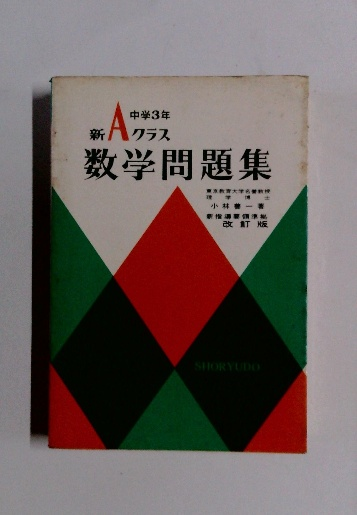 中学3年
新Aクラス
数学問題集
東京教育大学名誉教授
理学博士
小林善一著
新指導要領準拠
改訂版
SHORYUDO